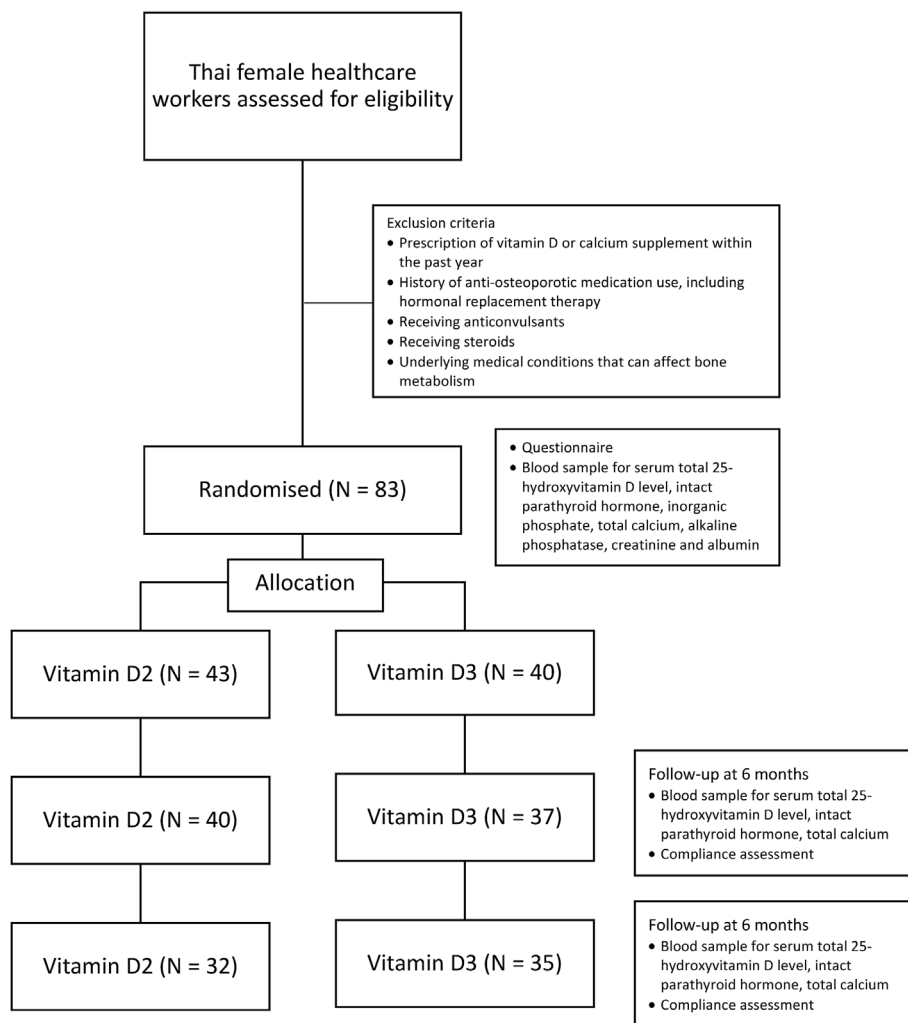 Thai female healthcare
workers assessed for eligibility
Exclusion criteria
• Prescription of vitamin D or calcium supplement within
the past year
• History of anti-osteoporotic medication use, including
hormonal replacement therapy
• Receiving anticonvulsants
• Receiving steroids
• Underlying medical conditions that can affect bone
metabolism
Randomised (N = 83)
• Questionnaire
• Blood sample for serum total 25-
hydroxyvitamin D level, intact
parathyroid hormone, inorganic
phosphate, total calcium, alkaline
phosphatase, creatinine and albumin
Allocation
Vitamin D2 (N = 43)
Vitamin D3 (N = 40)
Vitamin D2 (N = 40)
Vitamin D3 (N = 37)
Follow-up at 6 months
• Blood sample for serum total 25-
hydroxyvitamin D level, intact
parathyroid hormone, total calcium
• Compliance assessment
Vitamin D2 (N = 32)
Vitamin D3 (N = 35)
Follow-up at 6 months
• Blood sample for serum total 25-
hydroxyvitamin D level, intact
parathyroid hormone, total calcium
• Compliance assessment